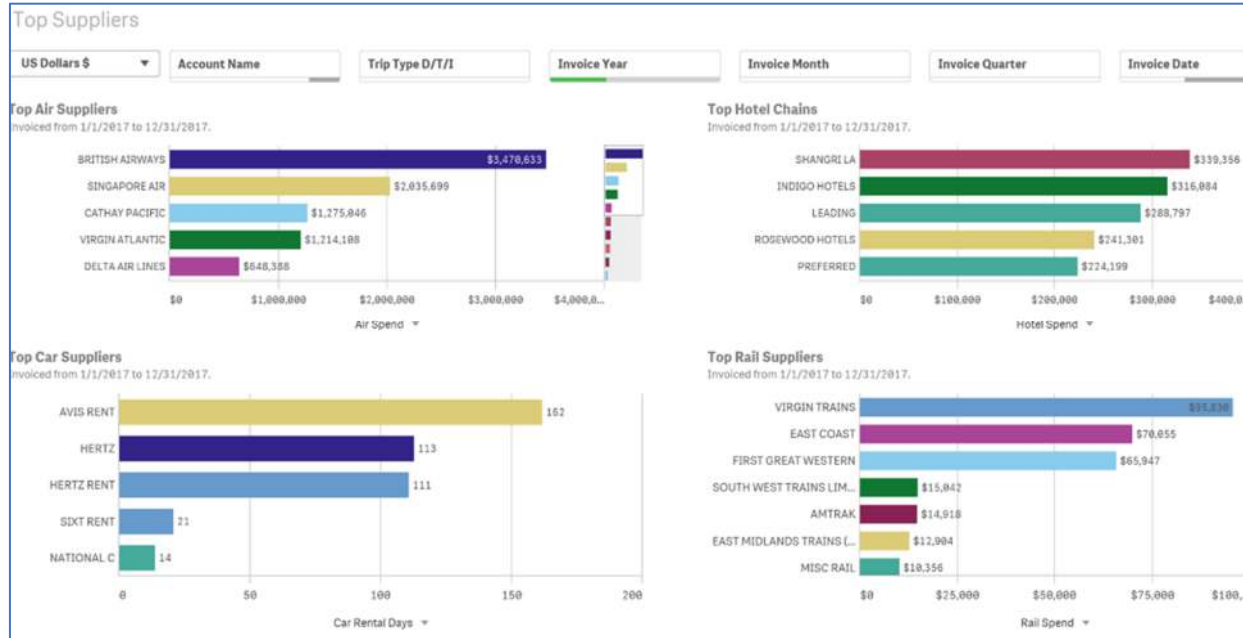 Top Suppliers
US Dollars $ Account Name Trip Type D/T/I Invoice Year Invoice Month Invoice Quarter Invoice Date
Top Air Suppliers
Invoiced from 1/1/2017 to 12/31/2017.
BRITISH AIRWAYS $3,470,633
SINGAPORE AIR $2,035,699
CATHAY PACIFIC $1,275,046
VIRGIN ATLANTIC $1,214,108
DELTA AIR LINES $648,388
$0 $1,000,000 $2,000,000 $3,000,000 $4,000,0...
Air Spend
Top Hotel Chains
Invoiced from 1/1/2017 to 12/31/2017.
SHANGRI LA $339,356
INDIGO HOTELS $316,084
LEADING $288,797
ROSEWOOD HOTELS $241,301
PREFERRED $224,199
$0 $100,000 $200,000 $300,000 $400,0
Hotel Spend
Top Car Suppliers
Invoiced from 1/1/2017 to 12/31/2017.
AVIS RENT 162
HERTZ 113
HERTZ RENT 111
SIXT RENT 21
NATIONAL C 14
0 50 100 150 200
Car Rental Days
Top Rail Suppliers
Invoiced from 1/1/2017 to 12/31/2017.
VIRGIN TRAINS
EAST COAST $70,055
FIRST GREAT WESTERN $65,947
SOUTH WEST TRAINS LIM... $15,042
AMTRAK $14,918
EAST MIDLANDS TRAINS (... $12,904
MISC RAIL $10,356
$0 $25,000 $50,000 $75,000 $100,
Rail Spend